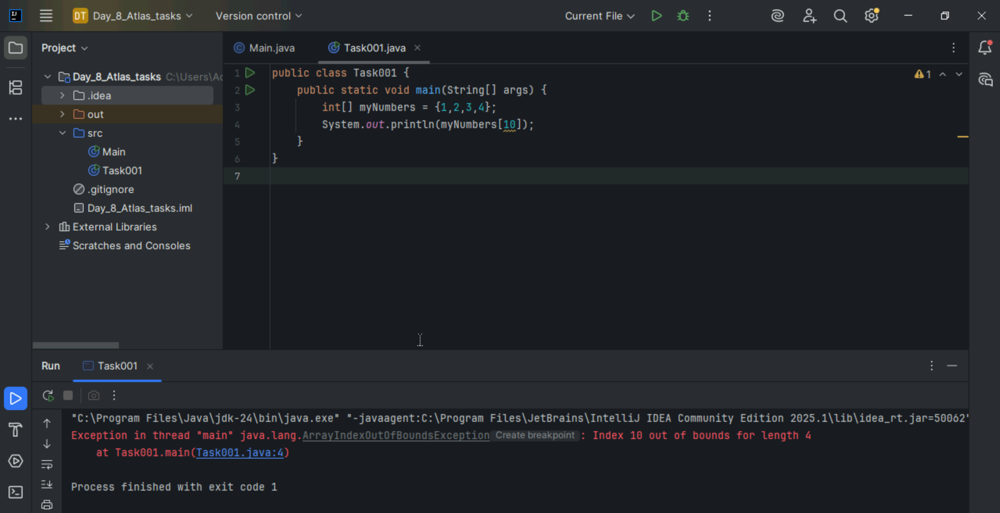 DT Day_8_Atlas_tasks Version control Current File
Project
Main.java Task001.java
Day_8_Atlas_tasks C:\Users\Ac
.idea
out
src
Main
Task001
.gitignore
Day_8_Atlas_tasks.iml
External Libraries
Scratches and Consoles
1 public class Task001 {
2 public static void main(String[] args) {
3 int[] myNumbers = {1,2,3,4};
4 System.out.println(myNumbers[10]);
5 }
6 }
7
1
Run Task001
"C:\Program Files\Java\jdk-24\bin\java.exe" "-javaagent:C:\Program Files\JetBrains\IntelliJ IDEA Community Edition 2025.1\lib\idea_rt.jar=50062"
Exception in thread "main" java.lang.ArrayIndexOutOfBoundsException Create breakpoint : Index 10 out of bounds for length 4
at Task001.main(Task001.java:4)
Process finished with exit code 1